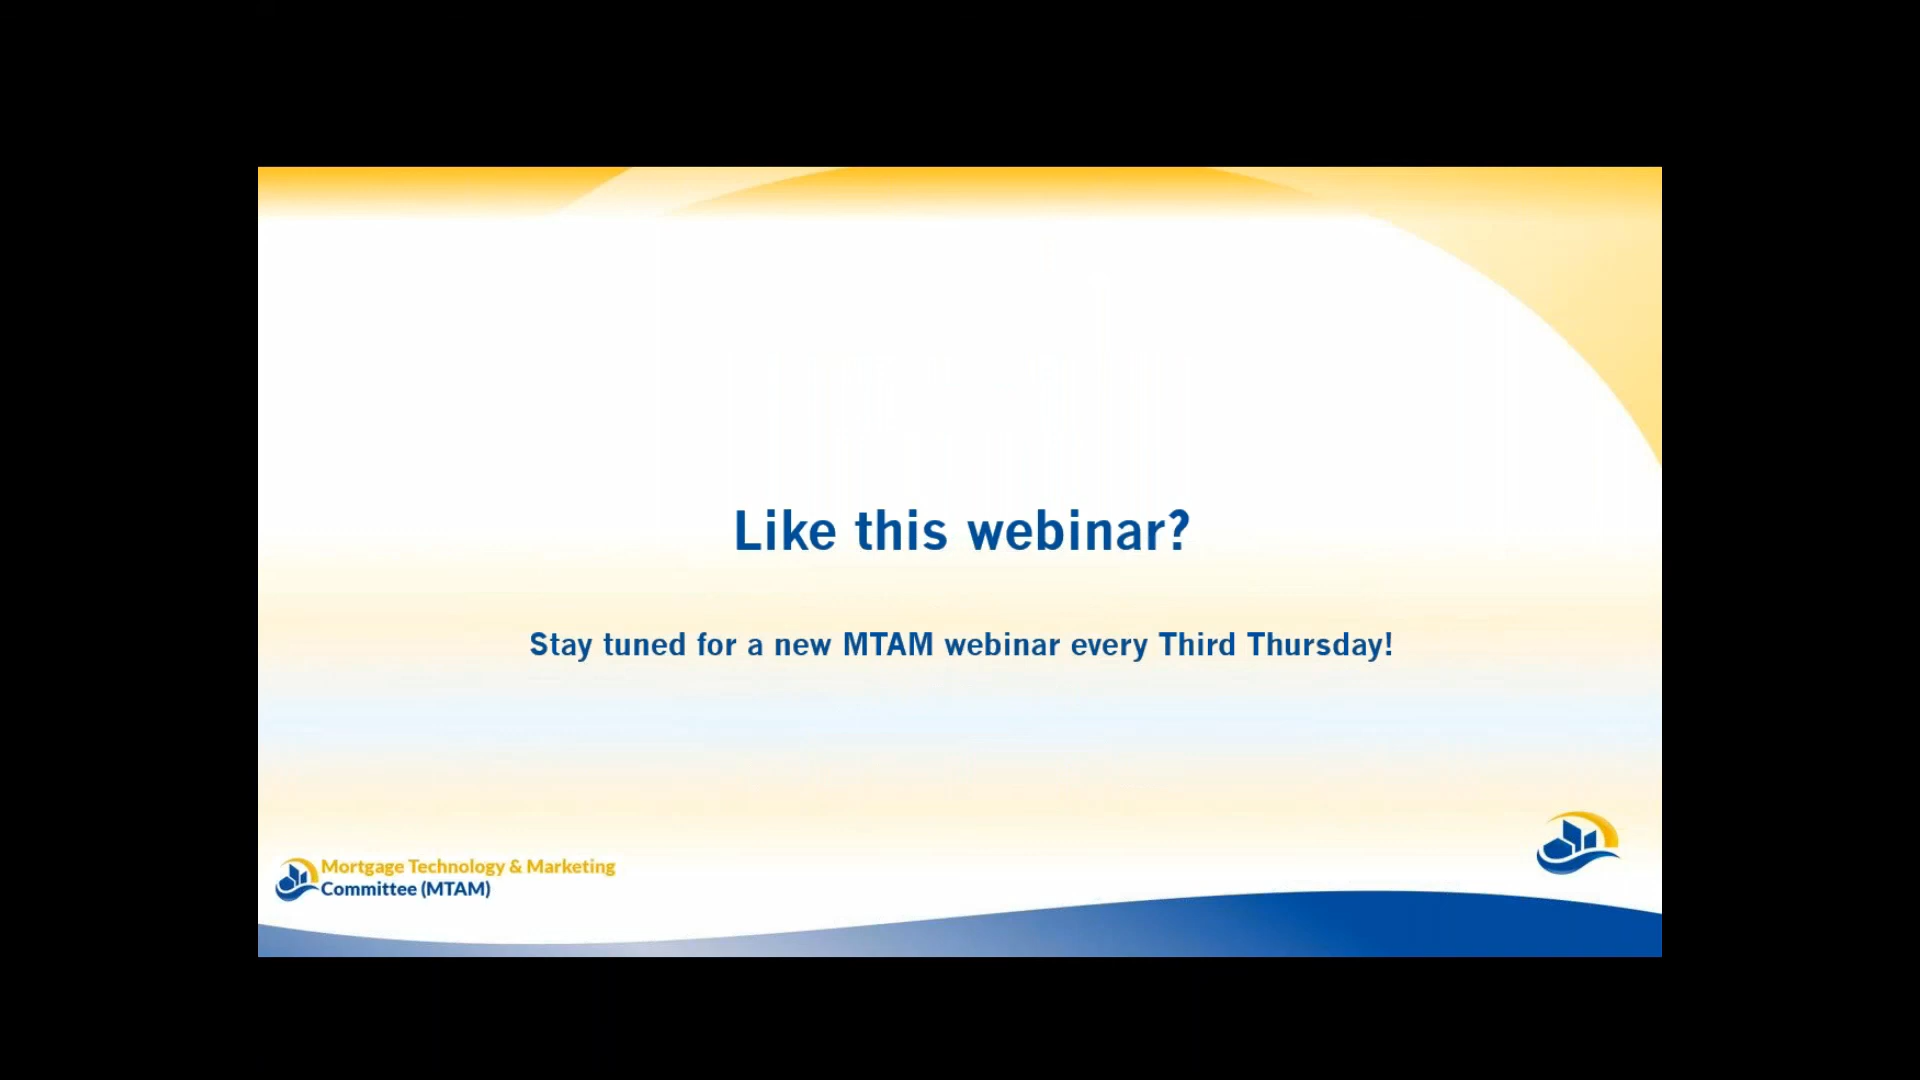 Like this webinar?
Stay tuned for a new MTAM webinar every Third Thursday!
Mortgage Technology & Marketing
Committee (MTAM)